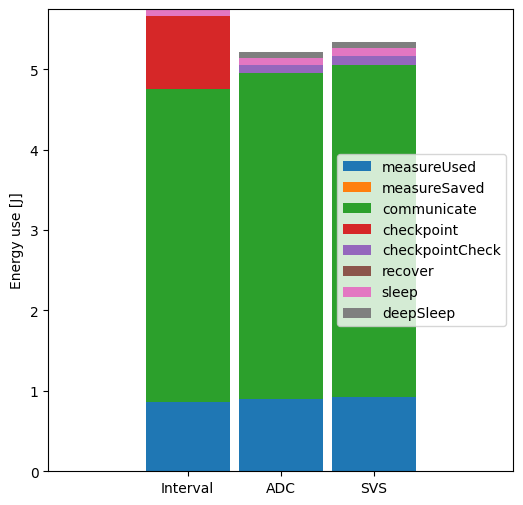 5
4
3
2
1
0
Energy use [J]
measureUsed
measureSaved
communicate
checkpoint
checkpointCheck
recover
sleep
deepSleep
Interval ADC SVS